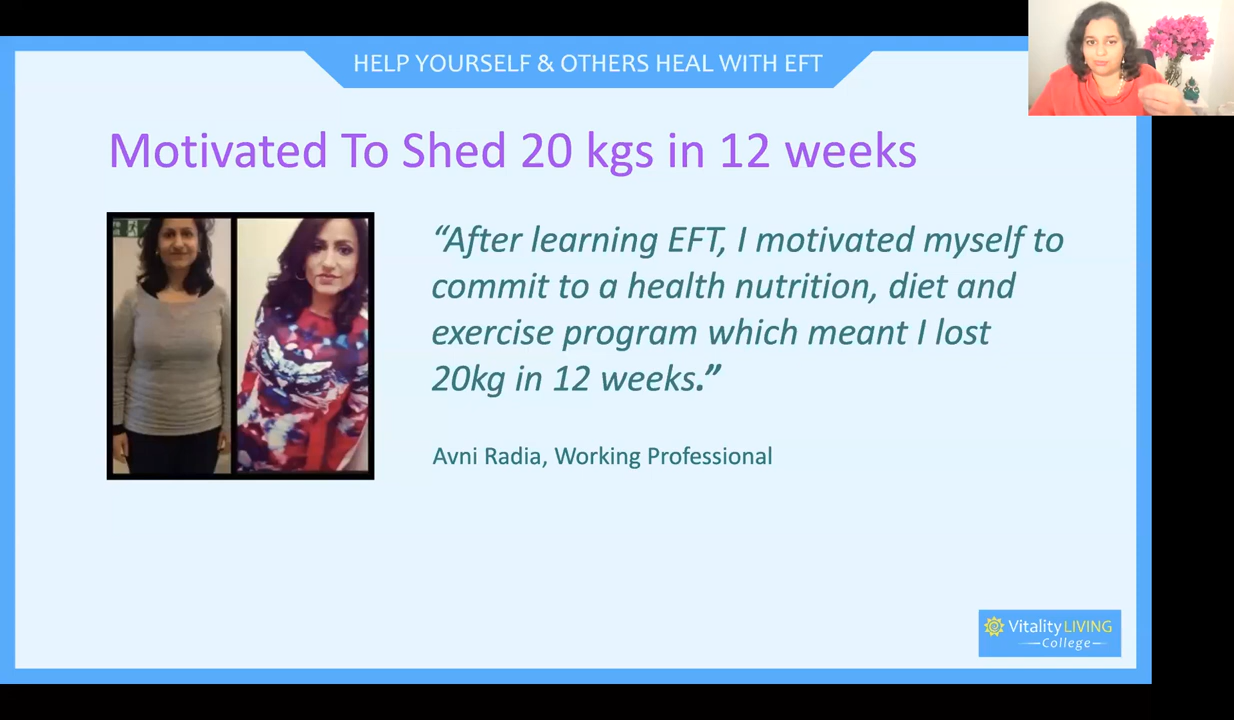 HELP YOURSELF & OTHERS HEAL WITH EFT
Motivated To Shed 20 kgs in 12 weeks
“After learning EFT, I motivated myself to
commit to a health nutrition, diet and
exercise program which meant I lost
20kg in 12 weeks.”
Avni Radia, Working Professional
Vitality LIVING
College